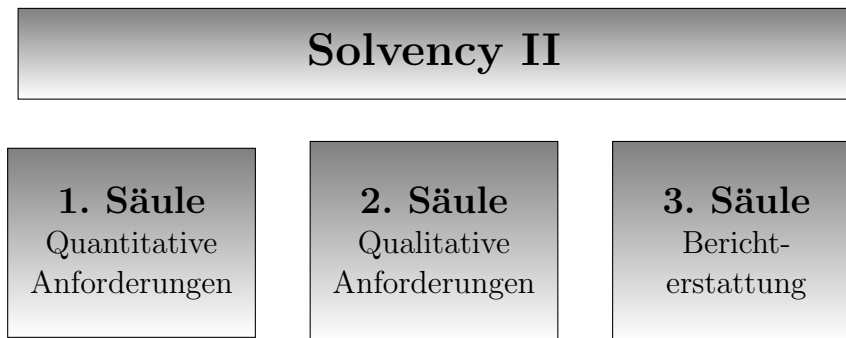 Solvency II
1. Säule
Quantitative
Anforderungen
2. Säule
Qualitative
Anforderungen
3. Säule
Bericht-
erstattung